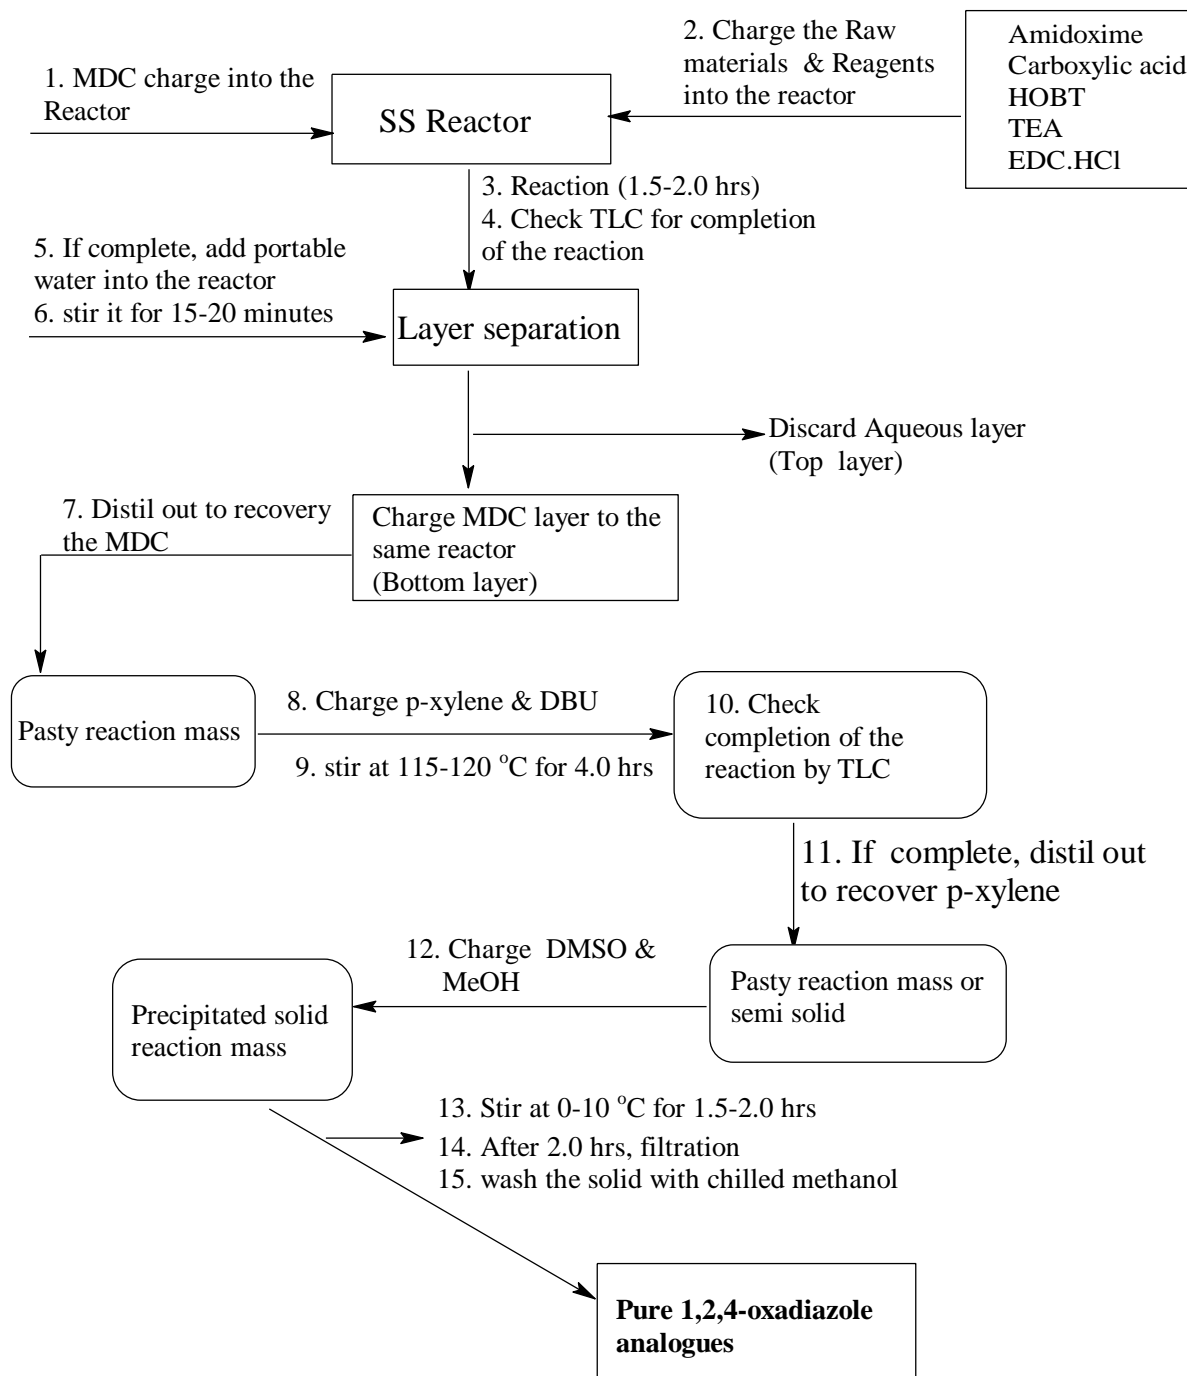 1. MDC charge into the
Reactor
SS Reactor
2. Charge the Raw
materials & Reagents
into the reactor
Amidoxime
Carboxylic acid
HOBT
TEA
EDC.HCl
3. Reaction (1.5-2.0 hrs)
4. Check TLC for completion
of the reaction
5. If complete, add portable
water into the reactor
6. stir it for 15-20 minutes
Layer separation
Discard Aqueous layer
(Top layer)
7. Distil out to recovery
the MDC
Charge MDC layer to the
same reactor
(Bottom layer)
Pasty reaction mass
8. Charge p-xylene & DBU
9. stir at 115-120 °C for 4.0 hrs
10. Check
completion of the
reaction by TLC
11. If complete, distil out
to recover p-xylene
12. Charge DMSO &
MeOH
Pasty reaction mass or
semi solid
Precipitated solid
reaction mass
13. Stir at 0-10 °C for 1.5-2.0 hrs
14. After 2.0 hrs, filtration
15. wash the solid with chilled methanol
Pure 1,2,4-oxadiazole
analogues